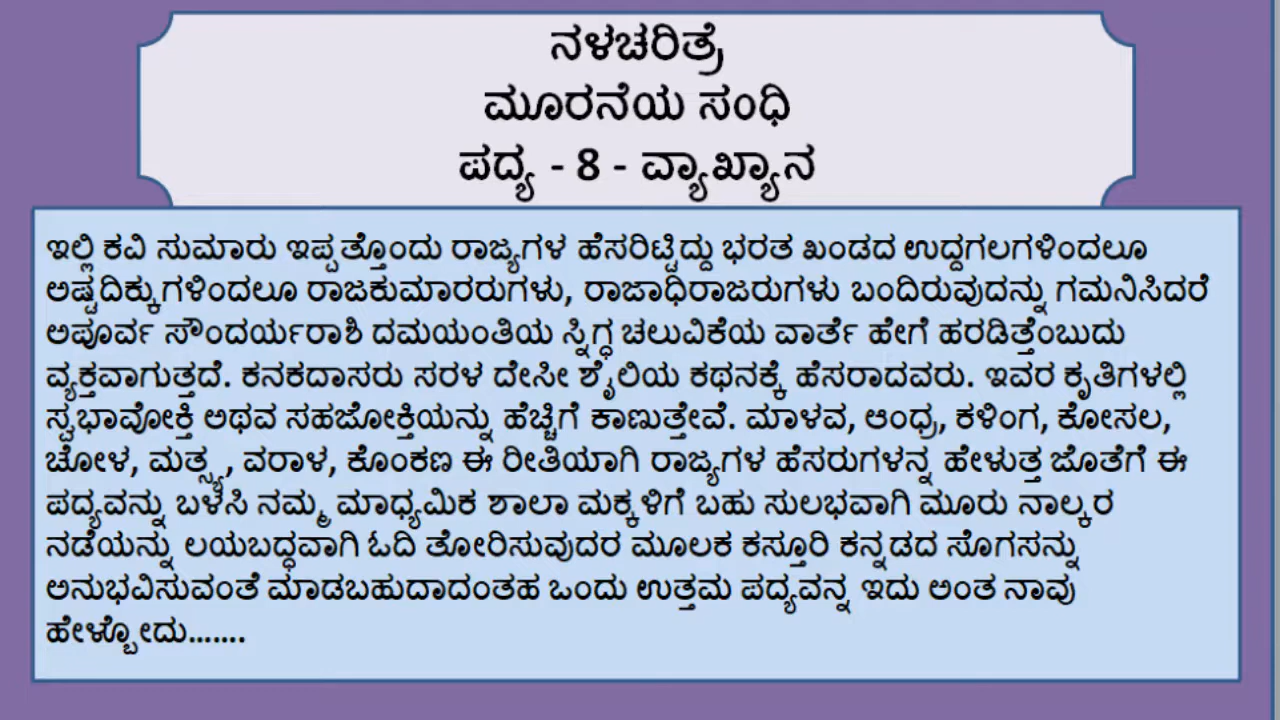 ನಳಚರಿತ್ರೆ
ಮೂರನೆಯ ಸಂಧಿ
ಪದ್ಯ - 8 - ವ್ಯಾಖ್ಯಾನ
ಇಲ್ಲಿ ಕವಿ ಸುಮಾರು ಇಪ್ಪತ್ತೊಂದು ರಾಜ್ಯಗಳ ಹೆಸರಿಟ್ಟಿದ್ದು ಭರತ ಖಂಡದ ಉದ್ದಗಲಗಳಿಂದಲೂ
ಅಷ್ಟದಿಕ್ಕುಗಳಿಂದಲೂ ರಾಜಕುಮಾರರುಗಳು, ರಾಜಾಧಿರಾಜರುಗಳು ಬಂದಿರುವುದನ್ನು ಗಮನಿಸಿದರೆ
ಅಪೂರ್ವ ಸೌಂದರ್ಯರಾಶಿ ದಮಯಂತಿಯ ಸ್ನಿಗ್ಧ ಚಲುವಿಕೆಯ ವಾರ್ತೆ ಹೇಗೆ ಹರಡಿತ್ತೆಂಬುದು
ವ್ಯಕ್ತವಾಗುತ್ತದೆ. ಕನಕದಾಸರು ಸರಳ ದೇಸೀ ಶೈಲಿಯ ಕಥನಕ್ಕೆ ಹೆಸರಾದವರು. ಇವರ ಕೃತಿಗಳಲ್ಲಿ
ಸ್ವಭಾವೋಕ್ತಿ ಅಥವ ಸಹಜೋಕ್ತಿಯನ್ನು ಹೆಚ್ಚಿಗೆ ಕಾಣುತ್ತೇವೆ. ಮಾಳವ, ಆಂಧ್ರ, ಕಳಿಂಗ, ಕೋಸಲ,
ಚೋಳ, ಮತ್ಸ್ಯ, ವರಾಳ, ಕೊಂಕಣ ಈ ರೀತಿಯಾಗಿ ರಾಜ್ಯಗಳ ಹೆಸರುಗಳನ್ನ ಹೇಳುತ್ತ ಜೊತೆಗೆ ಈ
ಪದ್ಯವನ್ನು ಬಳಸಿ ನಮ್ಮ ಮಾಧ್ಯಮಿಕ ಶಾಲಾ ಮಕ್ಕಳಿಗೆ ಬಹು ಸುಲಭವಾಗಿ ಮೂರು ನಾಲ್ಕರ
ನಡೆಯನ್ನು ಲಯಬದ್ಧವಾಗಿ ಓದಿ ತೋರಿಸುವುದರ ಮೂಲಕ ಕಸ್ತೂರಿ ಕನ್ನಡದ ಸೊಗಸನ್ನು
ಅನುಭವಿಸುವಂತೆ ಮಾಡಬಹುದಾದಂತಹ ಒಂದು ಉತ್ತಮ ಪದ್ಯವನ್ನ ಇದು ಅಂತ ನಾವು
ಹೇಳ್ಬೋದು…….